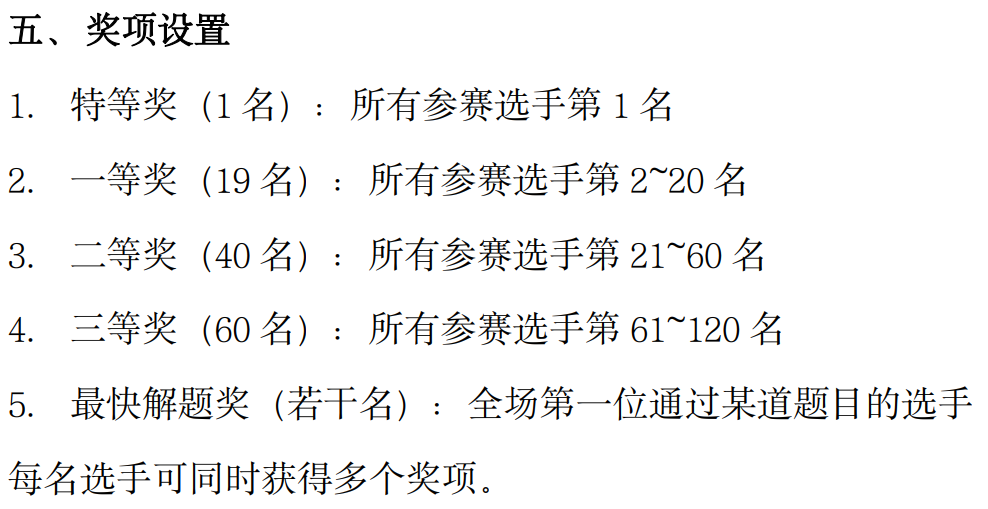 五、 奖项设置
1. 特等奖（1 名）：所有参赛选手第 1 名
2. 一等奖（19 名）：所有参赛选手第 2~20 名
3. 二等奖（40 名）：所有参赛选手第 21~60 名
4. 三等奖（60 名）：所有参赛选手第 61~120 名
5. 最快解题奖（若干名）：全场第一位通过某道题目的选手
每名选手可同时获得多个奖项。